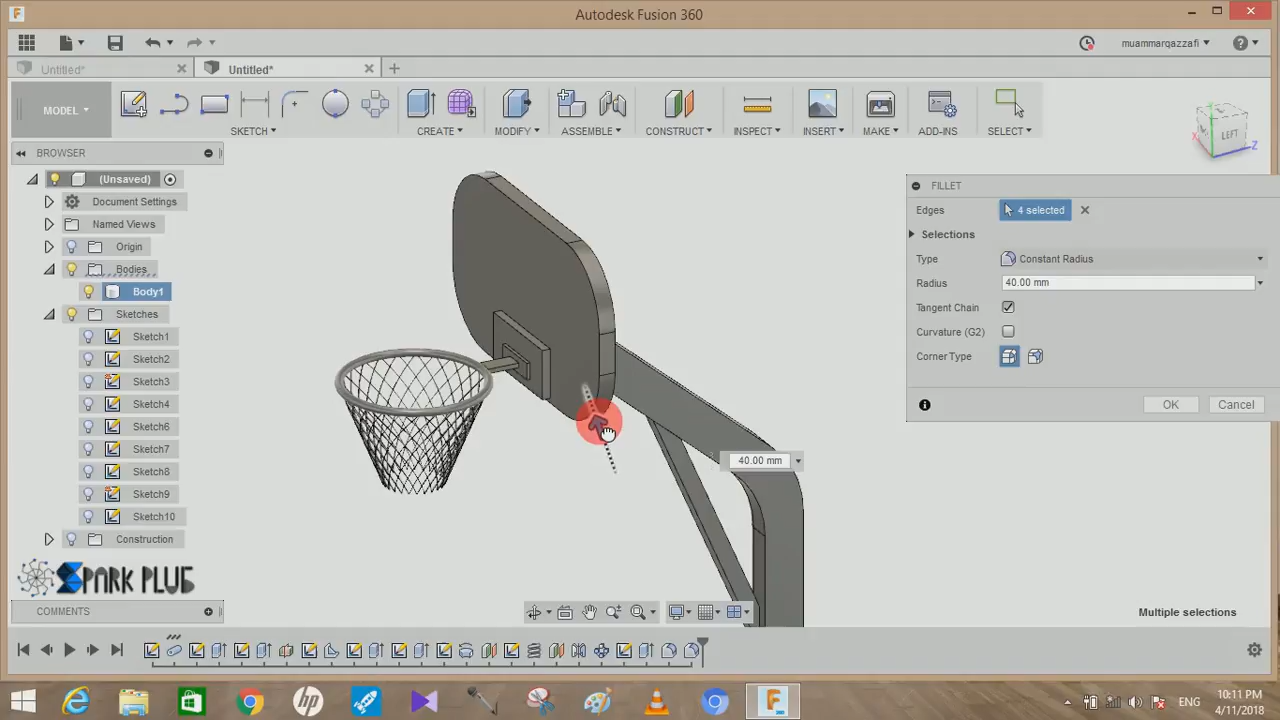 Autodesk Fusion 360
muammarqazzafi
Untitled*
Untitled*
MODEL
SKETCH
CREATE
MODIFY
ASSEMBLE
CONSTRUCT
INSPECT
INSERT
MAKE
ADD-INS
SELECT
BROWSER
(Unsaved)
Document Settings
Named Views
Origin
Bodies
Body1
Sketches
Sketch1
Sketch2
Sketch3
Sketch4
Sketch6
Sketch7
Sketch8
Sketch9
Sketch10
Construction
SPARK PLUG
COMMENTS
LEFT
X
Z
FILLET
Edges 4 selected
Selections
Type Constant Radius
Radius 40.00 mm
Tangent Chain
Curvature (G2)
Corner Type
OK Cancel
40.00 mm
Multiple selections
hp
ENG
10:11 PM
4/11/2018